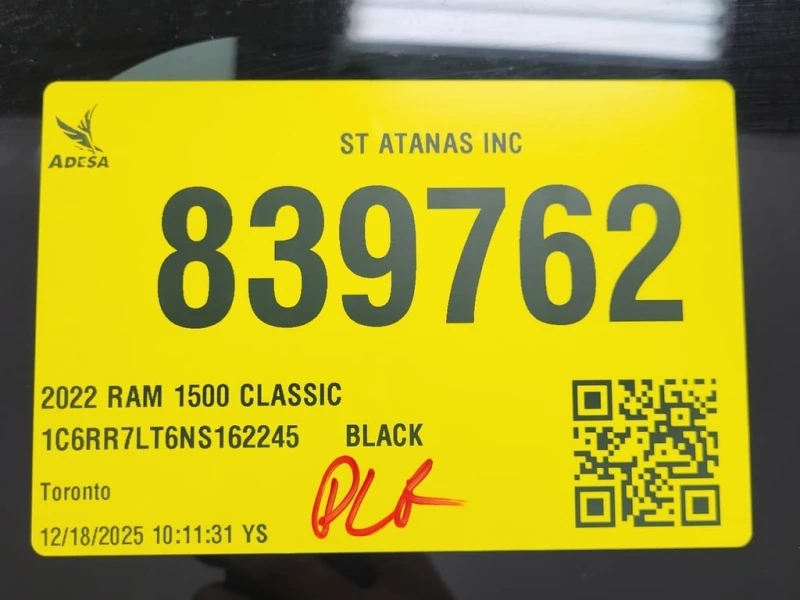 ADESA
ST ATANAS INC
839762
2022 RAM 1500 CLASSIC
1C6RR7LT6NS162245 BLACK
Toronto
12/18/2025 10:11:31 YS